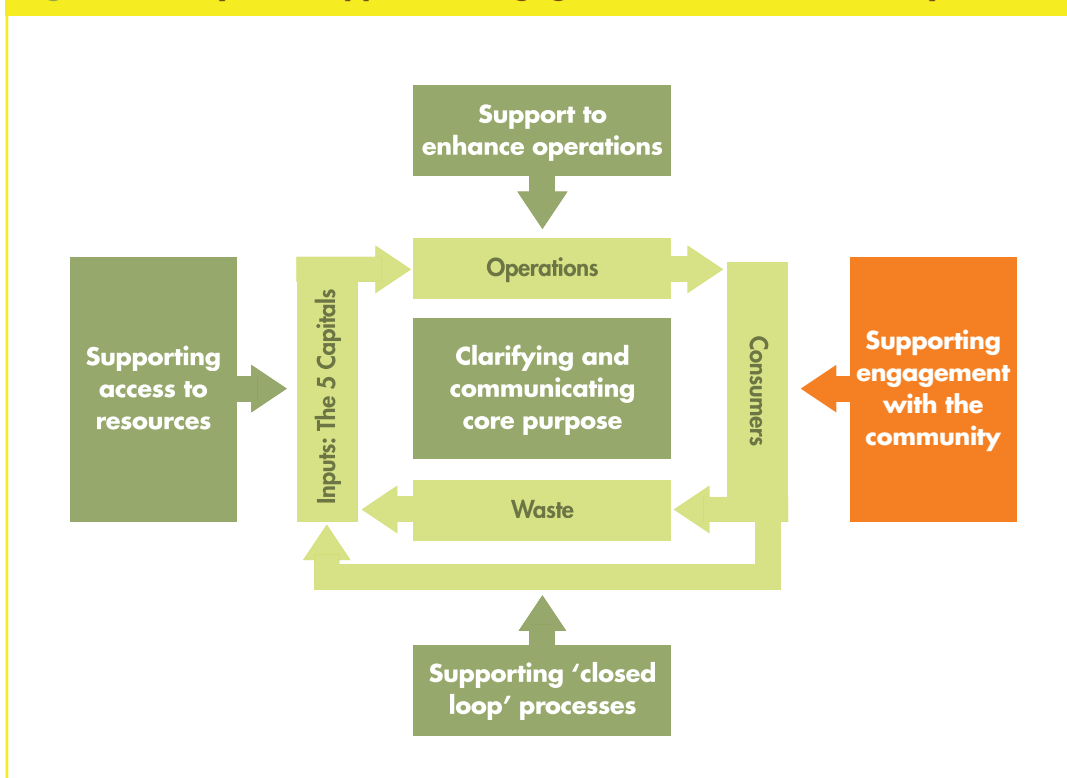 Support to
enhance operations
Operations
Supporting
access to
resources
Inputs: The 5 Capitals
Clarifying and
communicating
core purpose
Consumers
Supporting
engagement
with the
community
Waste
Supporting ‘closed
loop’ processes